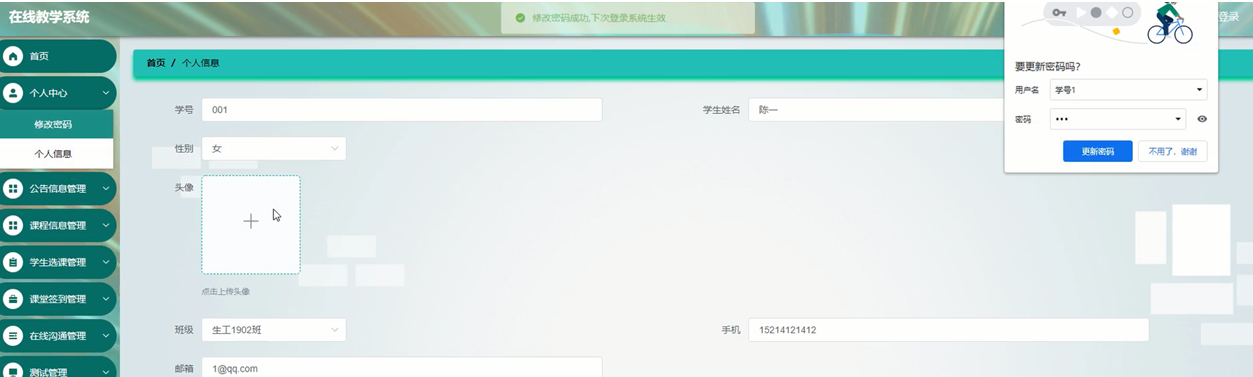 在线教学系统
修改密码成功,下次登录系统生效
登录
首页
首页 / 个人信息
要更新密码吗?
用户名 学号1
密码 •••
更新密码 不用了，谢谢
个人中心
修改密码
个人信息
公告信息管理
课程信息管理
学生选课管理
课堂签到管理
在线沟通管理
测试管理
学号 001
学生姓名 陈一
性别 女
头像
点击上传头像
班级 生工1902班
手机 15214121412
邮箱 1@qq.com